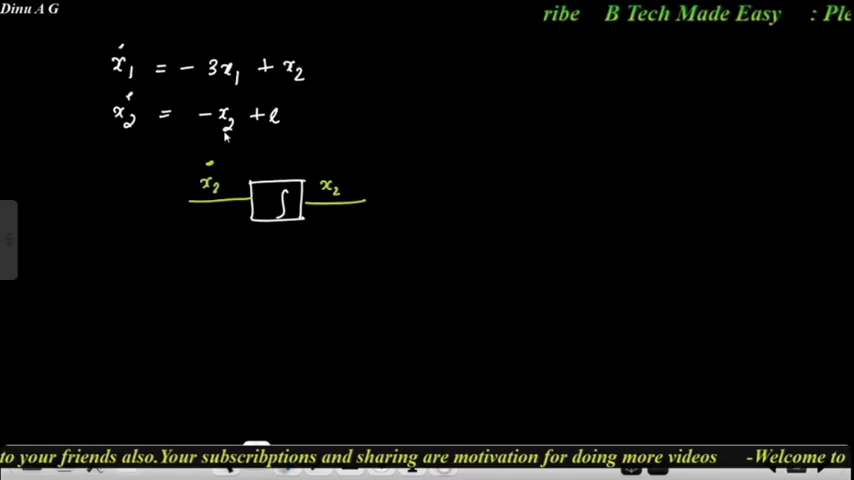 Dinu A G
ribe B Tech Made Easy : Ple
ẋ₁ = - 3x₁ + x₂
ẋ₂ = - x₂ + e
ẋ₂ ∫ x₂
to your friends also.Your subscribptions and sharing are motivation for doing more videos -Welcome to